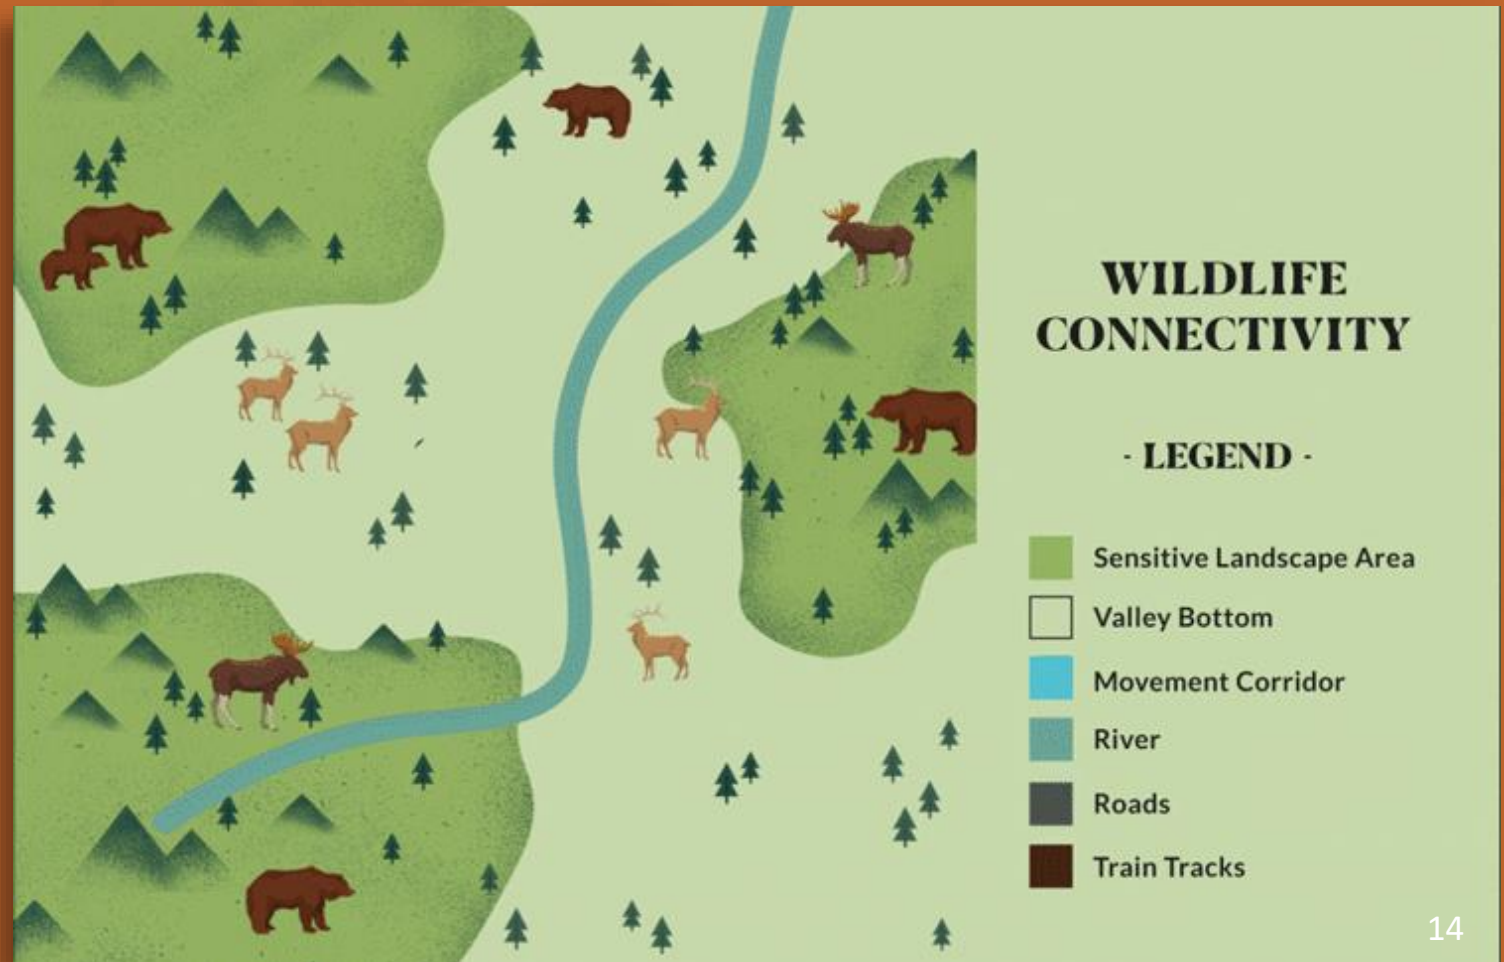 WILDLIFE
CONNECTIVITY
- LEGEND -
Sensitive Landscape Area
Valley Bottom
Movement Corridor
River
Roads
Train Tracks
14